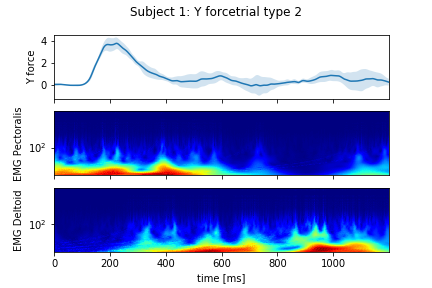 Subject 1: Y forcetrial type 2
Y force
4
2
0
EMG Pectoralis
10²
EMG Deltoid
10²
0 200 400 600 800 1000
time [ms]